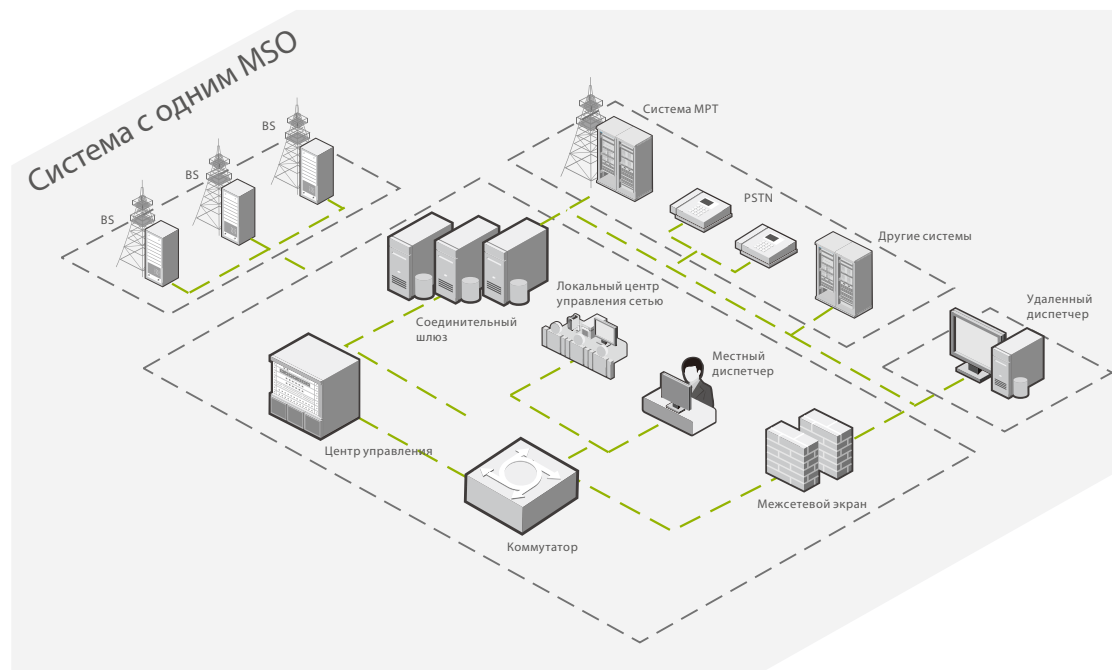 Система с одним MSO
BS
BS
BS
Система МРТ
PSTN
Другие системы
Удаленный
диспетчер
Локальный центр
управления сетью
Соединительный
шлюз
Местный
диспетчер
Центр управления
Межсетевой экран
Коммутатор